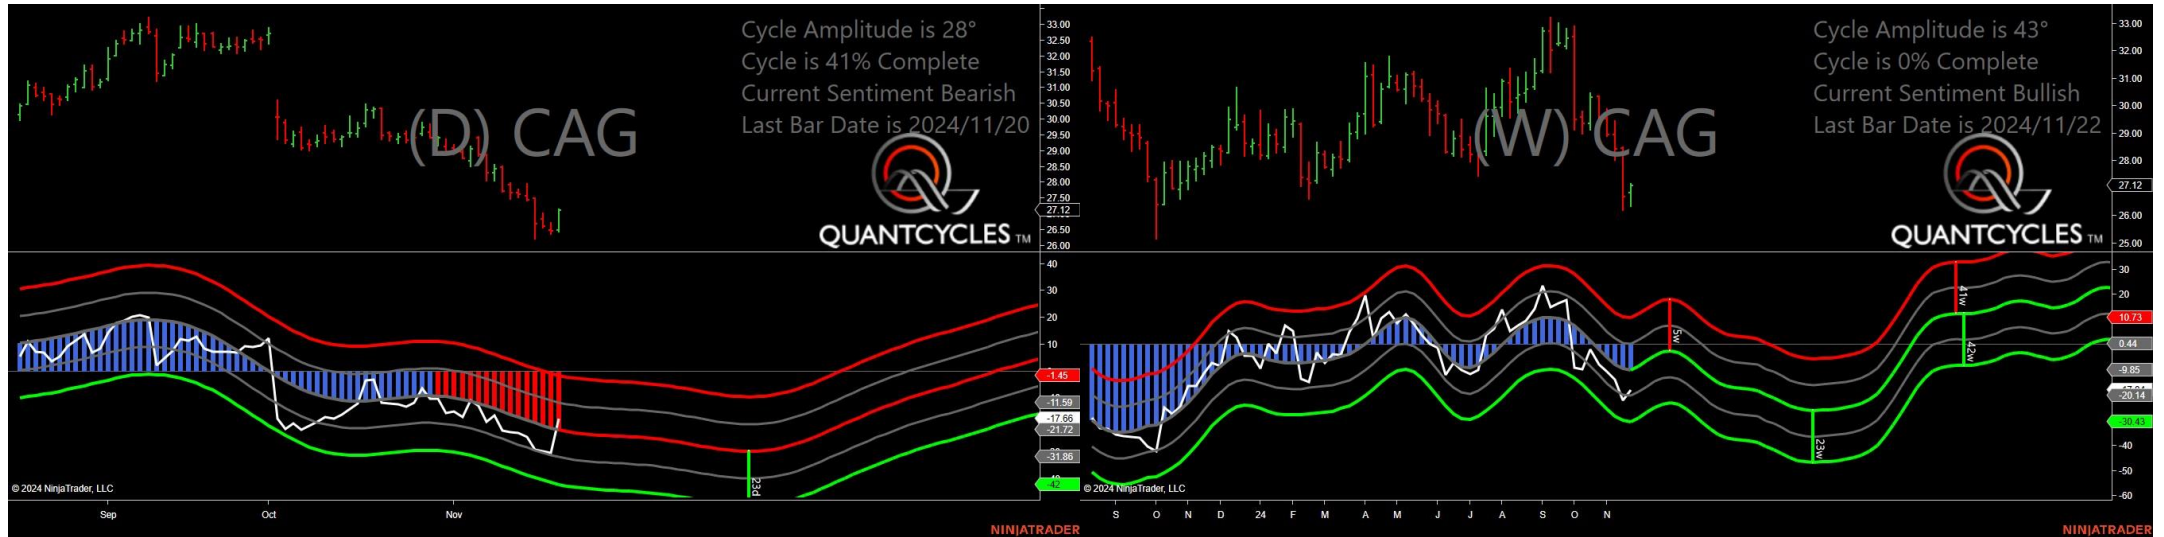 Cycle Amplitude is 28°
Cycle is 41% Complete
Current Sentiment Bearish
Last Bar Date is 2024/11/20
(D) CAG
QUANTCYCLES TM
33.00
32.50
32.00
31.50
31.00
30.50
30.00
29.50
29.00
28.50
28.00
27.50
27.12
26.50
26.00
40
30
20
10
-1.45
-11.59
-17.66
-21.72
-31.86
-42
23d
© 2024 NinjaTrader, LLC
Sep Oct Nov
NINJATRADER
Cycle Amplitude is 43°
Cycle is 0% Complete
Current Sentiment Bullish
Last Bar Date is 2024/11/22
(W) CAG
QUANTCYCLES TM
33.00
32.00
31.00
30.00
29.00
28.00
27.12
26.00
25.00
30
20
10.73
0.44
-9.85
-20.14
-30.43
-40
-50
-60
5w
23w
41w
42w
© 2024 NinjaTrader, LLC
S O N D 24 F M A M J J A S O N
NINJATRADER